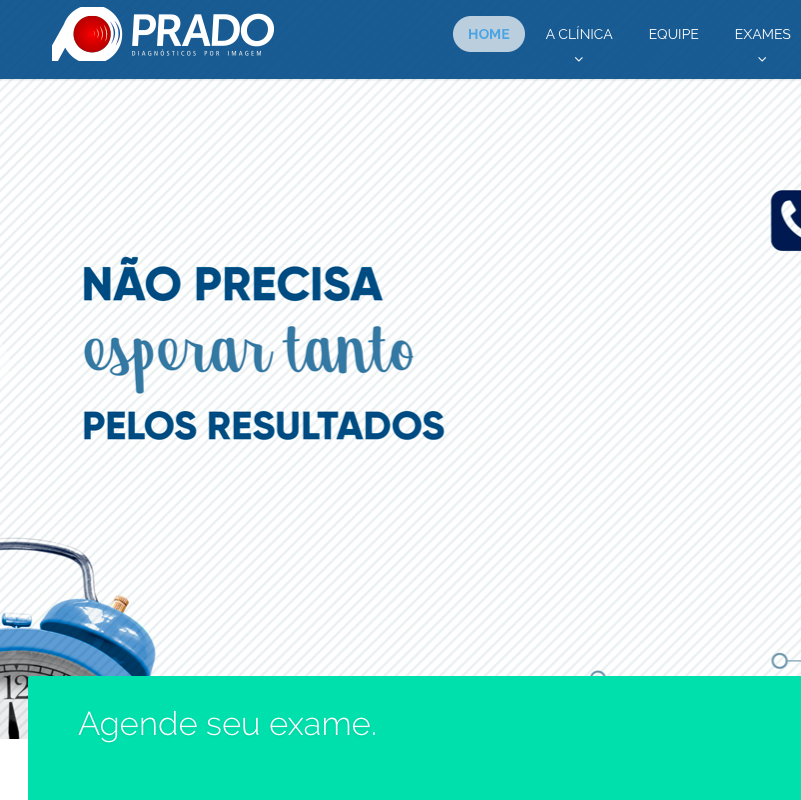 PRADO
DIAGNÓSTICOS POR IMAGEM
HOME
A CLÍNICA
EQUIPE
EXAMES
NÃO PRECISA
esperar tanto
PELOS RESULTADOS
12
Agende seu exame.